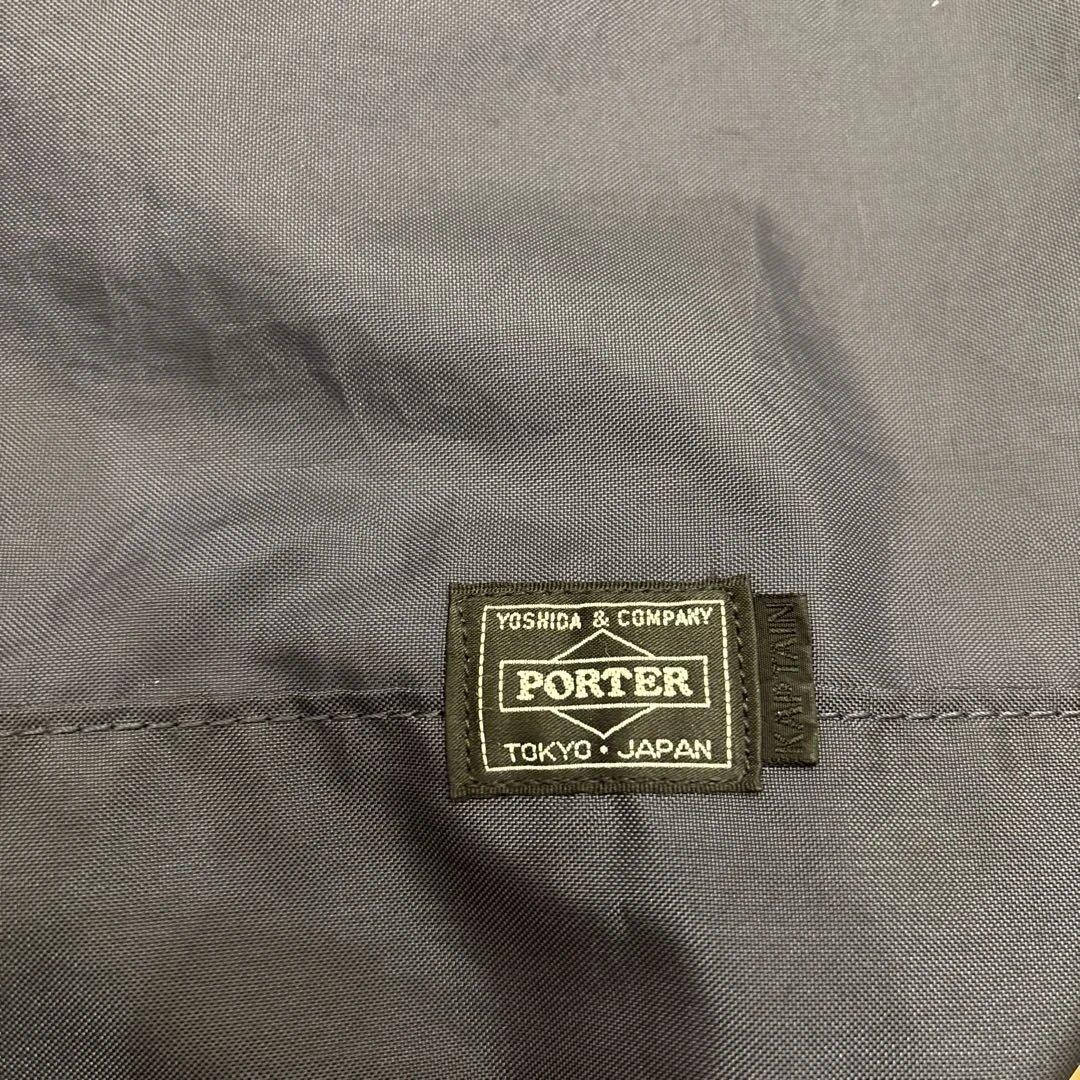 YOSHIDA & COMPANY
PORTER
TOKYO・JAPAN
KAPTAIN